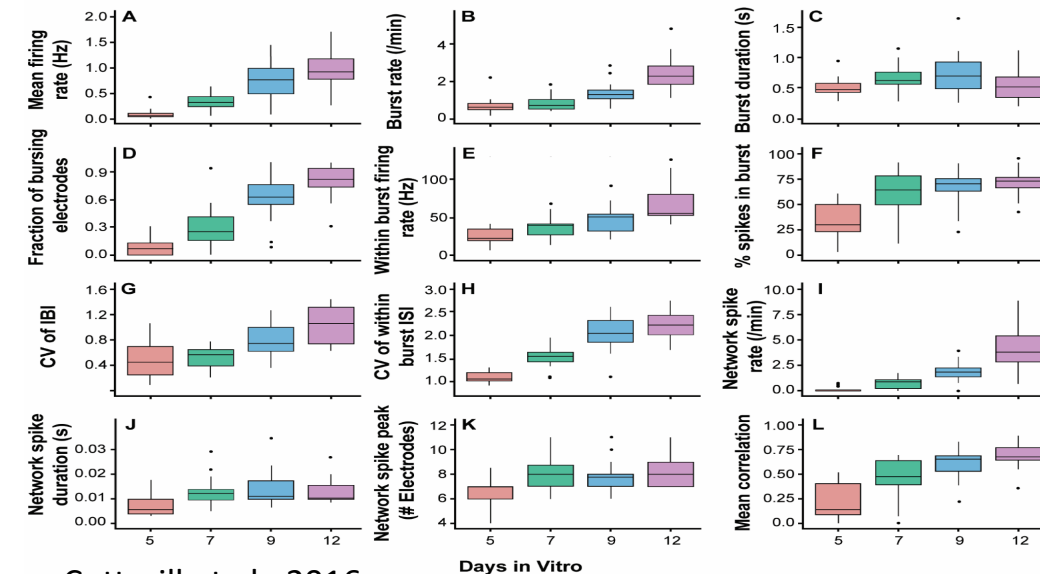 A
Mean firing
rate (Hz)
2.0
1.5
1.0
0.5
0.0
B
Burst rate (/min)
4
2
0
C
Burst duration (s)
1.5
1.0
0.5
0.0
D
Fraction of bursing
electrodes
0.9
0.6
0.3
0.0
E
Within burst firing
rate (Hz)
100
50
0
F
% spikes in burst
100
75
50
25
0
G
CV of IBI
1.6
1.2
0.8
0.4
H
CV of within
burst ISI
3.0
2.5
2.0
1.5
1.0
I
Network spike
rate (/min)
10.0
7.5
5.0
2.5
0.0
J
Network spike
duration (s)
0.03
0.02
0.01
0.00
5 7 9 12
K
Network spike peak
(# Electrodes)
12
10
8
6
4
5 7 9 12
L
Mean correlation
1.00
0.75
0.50
0.25
0.0
5 7 9 12
Days in Vitro
2016